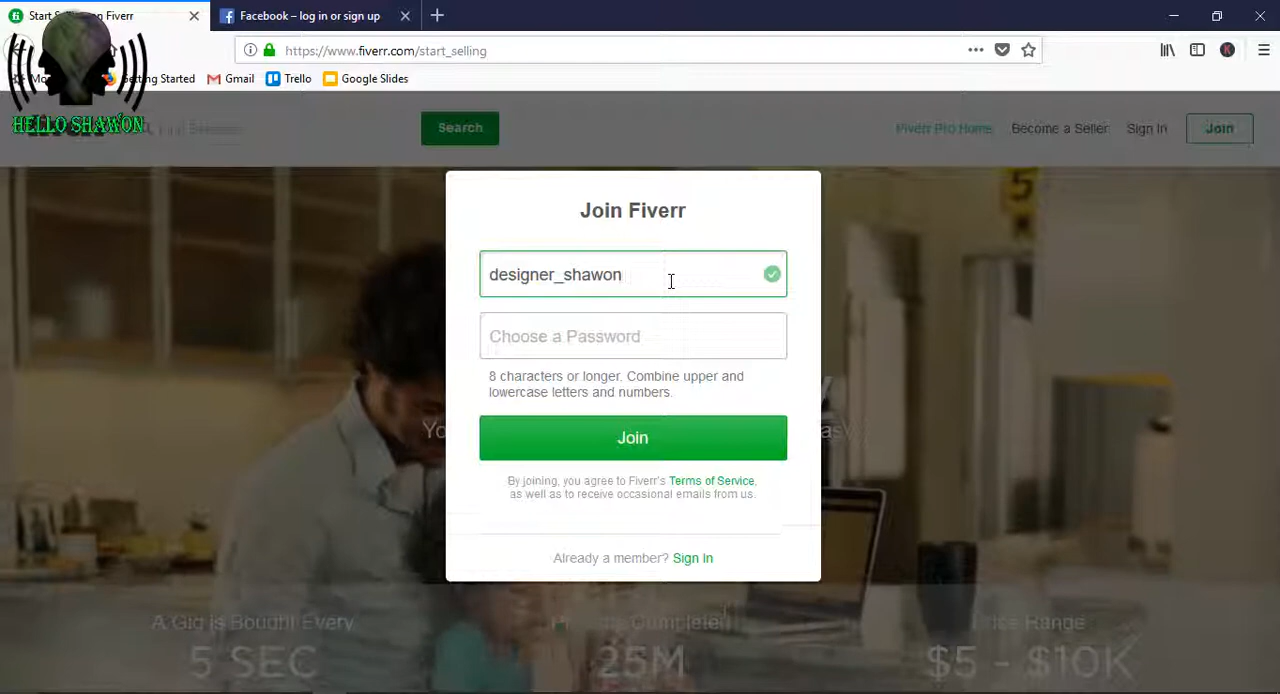 Start Selling on Fiverr
Facebook – log in or sign up
https://www.fiverr.com/start_selling
Getting Started
Gmail
Trello
Google Slides
HELLO SHAWON
Search
Fiverr Pro Home
Become a Seller
Sign In
Join
Join Fiverr
designer_shawon
Choose a Password
8 characters or longer. Combine upper and
lowercase letters and numbers.
Join
By joining, you agree to Fiverr's Terms of Service,
as well as to receive occasional emails from us.
Already a member? Sign In
A Gig is Bought Every
5 SEC
25M
$5 - $10K